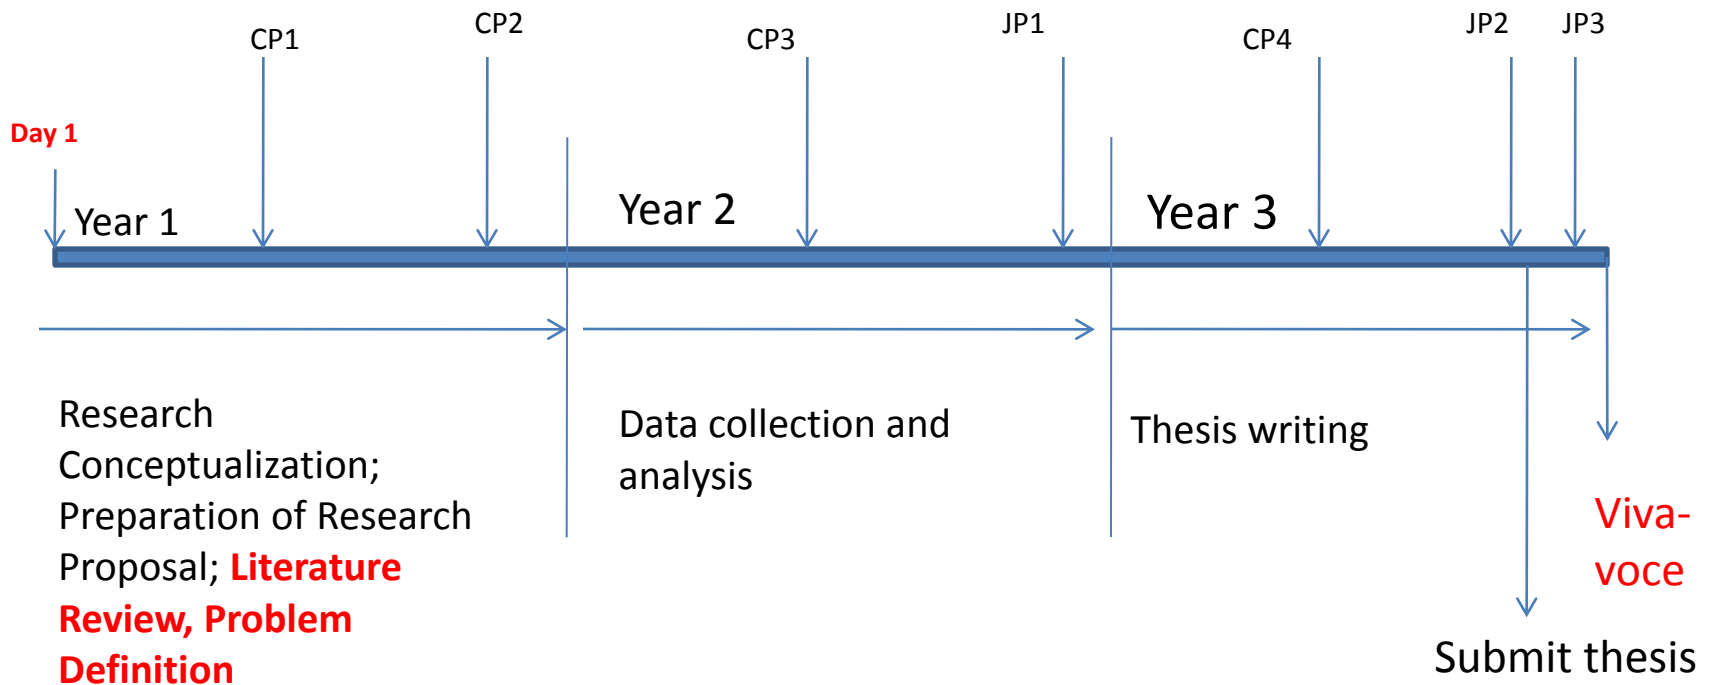 CP1
CP2
CP3
JP1
CP4
JP2
JP3
Day 1
Year 1
Year 2
Year 3
Research
Conceptualization;
Preparation of Research
Proposal; Literature
Review, Problem
Definition
Data collection and
analysis
Thesis writing
Viva-
voce
Submit thesis